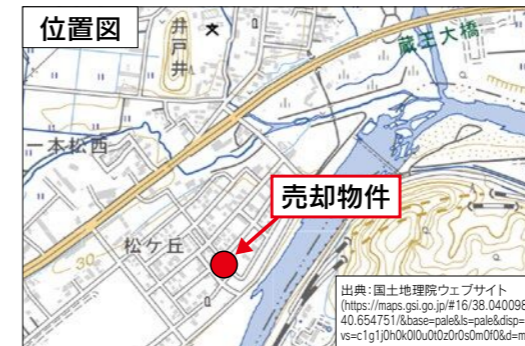 位置図
井戸井
蔵王大橋
一本松西
売却物件
松ケ丘
30
出典：国土地理院ウェブサイト
(https://maps.gsi.go.jp/#16/38.040098
40.654751/&base=pale&ls=pale&disp=
vs=c1g1j0h0k0l0u0t0z0r0s0m0f0&d=m